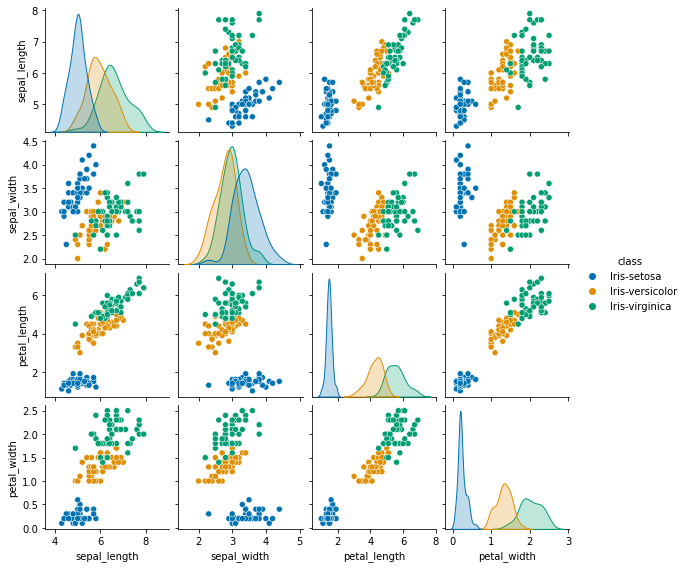 8
7
6
5
sepal_length
4.5
4.0
3.5
3.0
2.5
2.0
sepal_width
class
Iris-setosa
Iris-versicolor
Iris-virginica
6
4
2
petal_length
2.5
2.0
1.5
1.0
0.5
0.0
petal_width
4 6 8
sepal_length
2 3 4 5
sepal_width
2 4 6 8
petal_length
0 1 2 3
petal_width